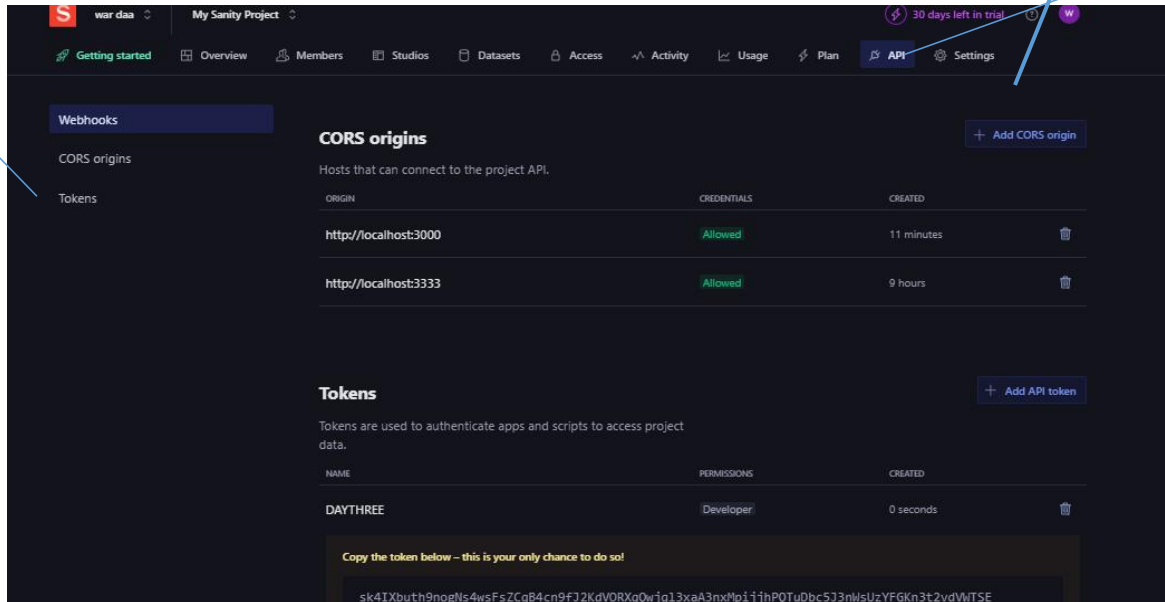 S war daa My Sanity Project 30 days left in trial ? W
Getting started Overview Members Studios Datasets Access Activity Usage Plan API Settings
Webhooks
CORS origins
Tokens
CORS origins
+ Add CORS origin
Hosts that can connect to the project API.
ORIGIN CREDENTIALS CREATED
http://localhost:3000 Allowed 11 minutes
http://localhost:3333 Allowed 9 hours
Tokens
+ Add API token
Tokens are used to authenticate apps and scripts to access project
data.
NAME PERMISSIONS CREATED
DAYTHREE Developer 0 seconds
Copy the token below – this is your only chance to do so!